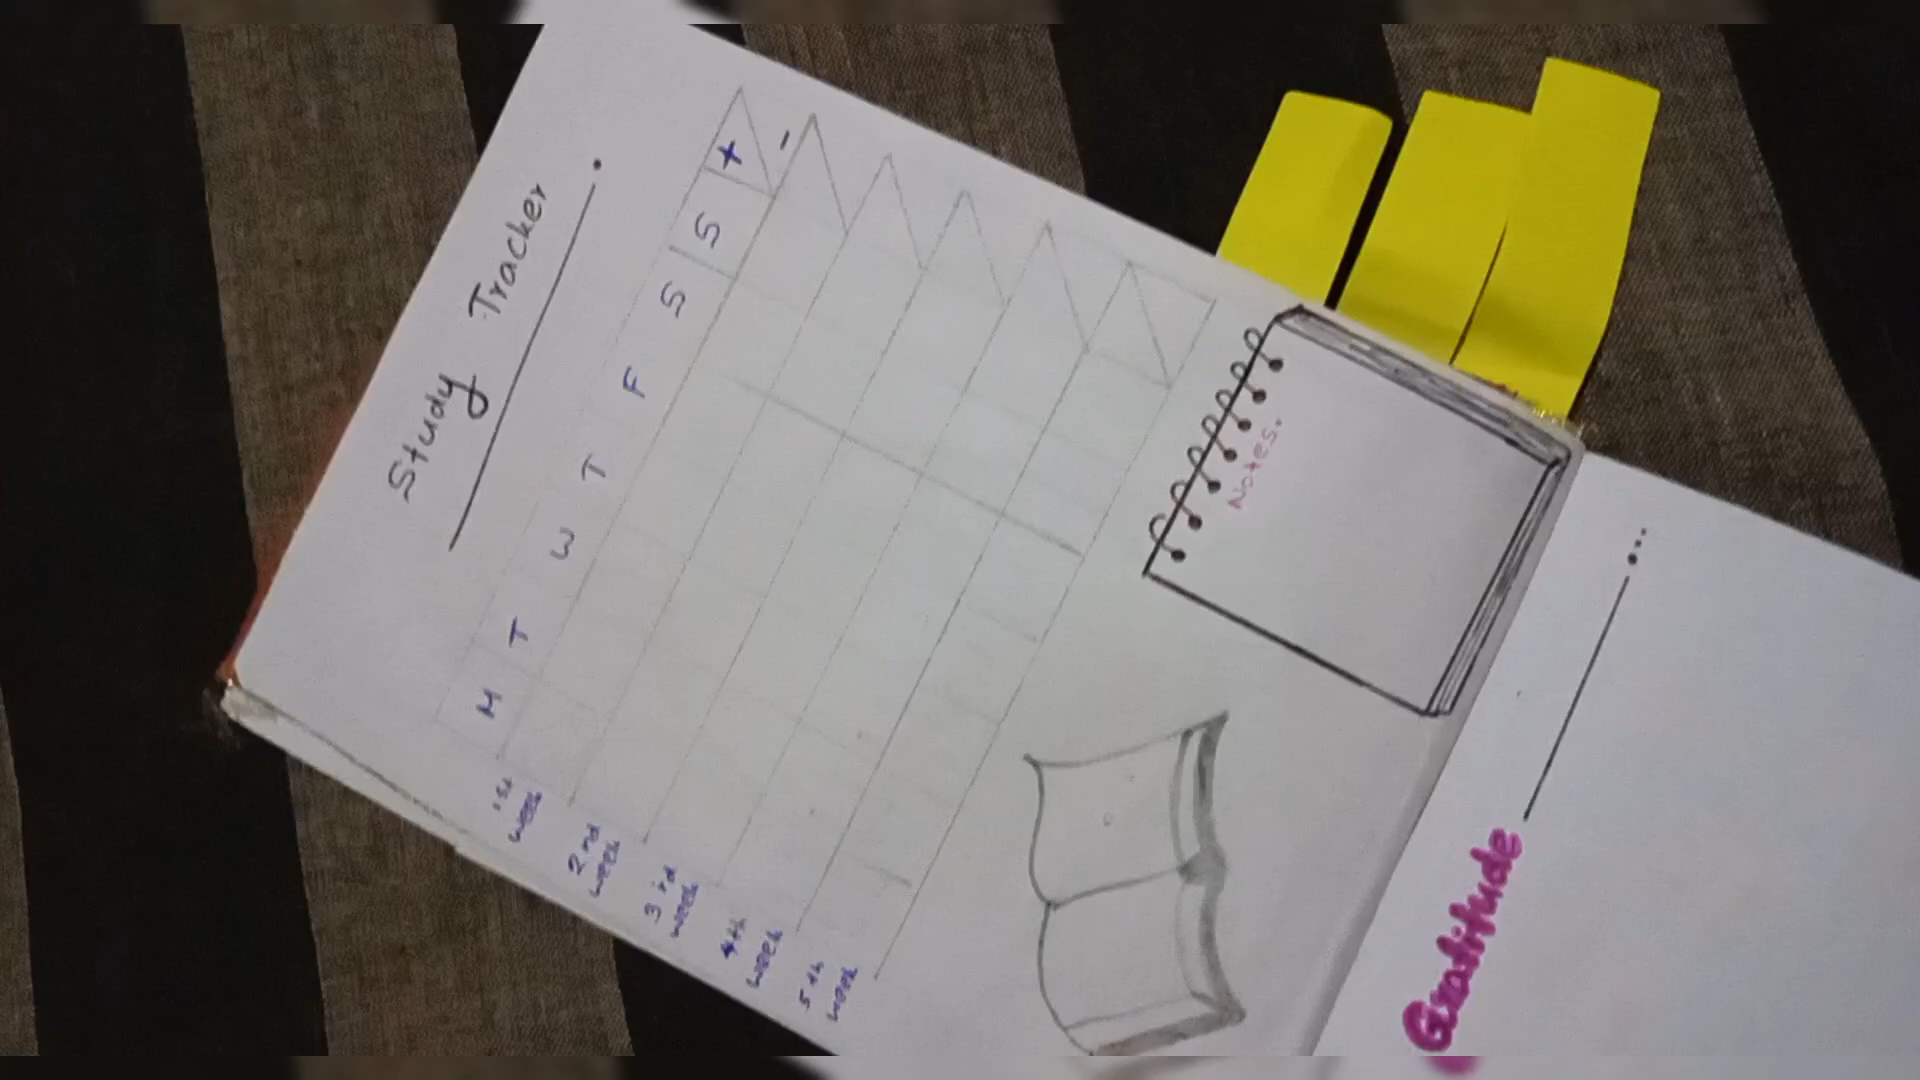 Study Tracker
M T W T F S S + -
1st
week
2nd
week
3rd
week
4th
week
5th
week
Notes.
Gratitude